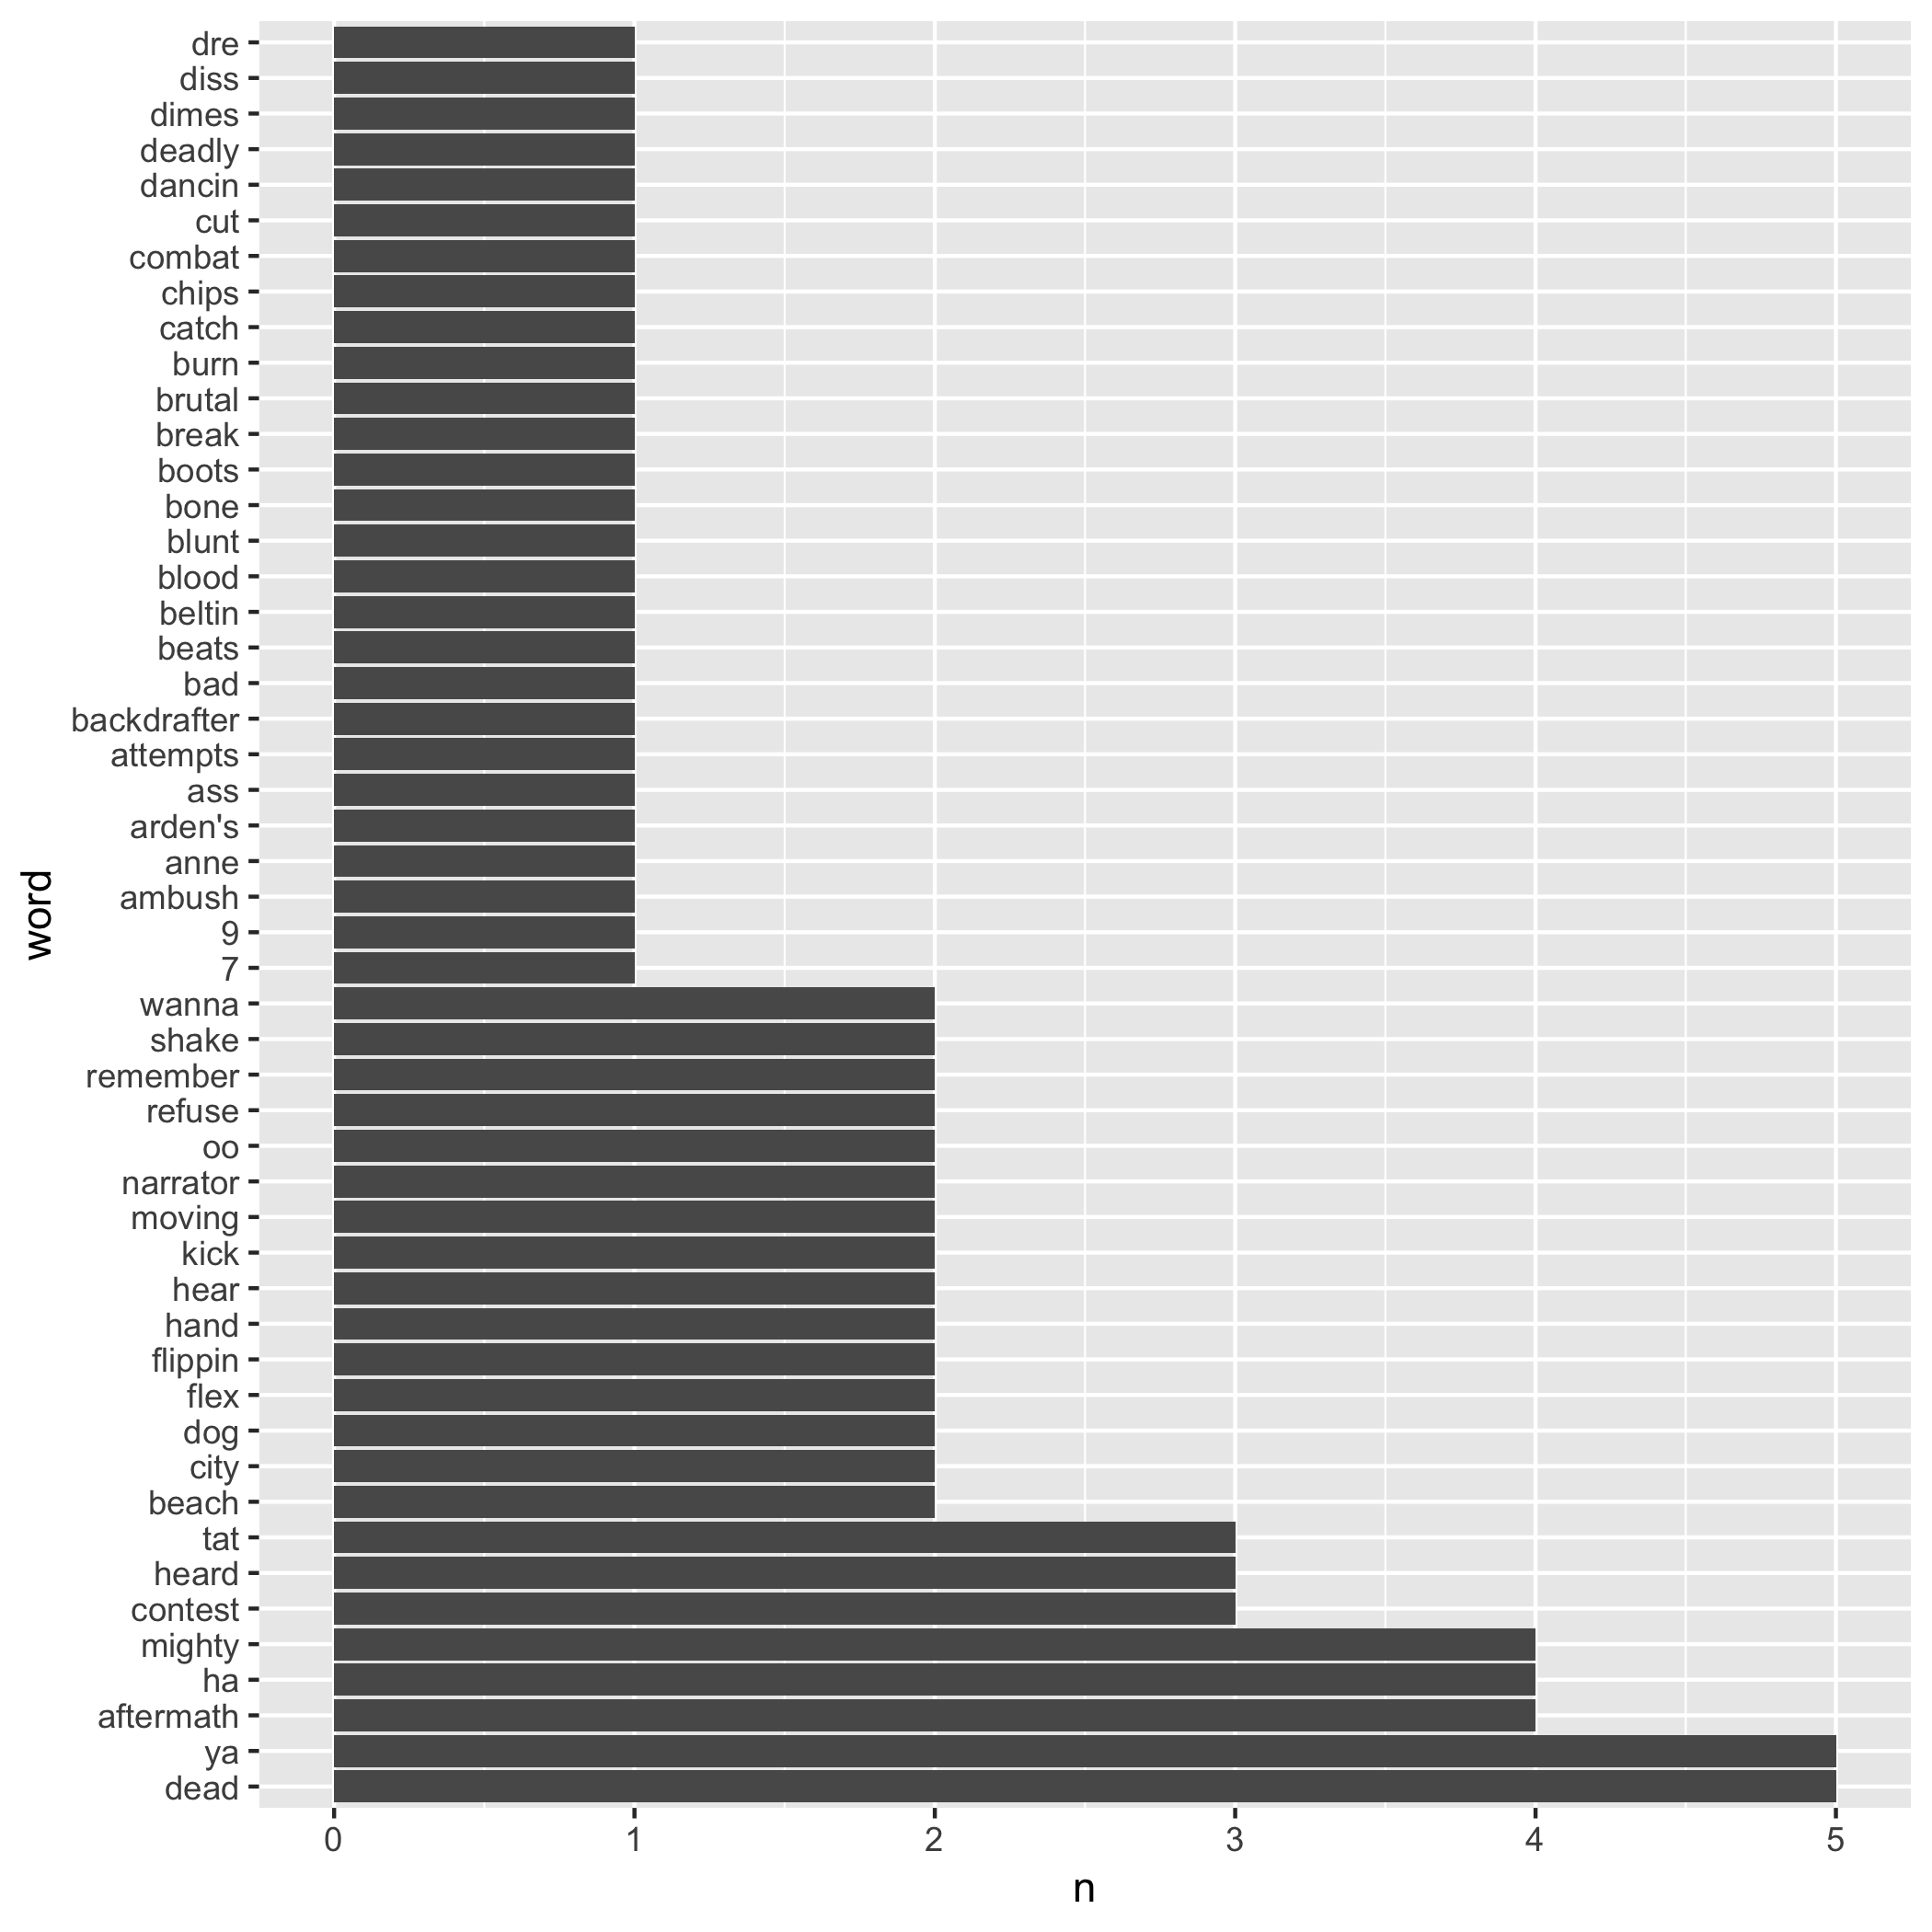 dre
diss
dimes
deadly
dancin
cut
combat
chips
catch
burn
brutal
break
boots
bone
blunt
blood
beltin
beats
bad
backdrafter
attempts
ass
arden's
anne
ambush
9
7
wanna
shake
remember
refuse
oo
narrator
moving
kick
hear
hand
flippin
flex
dog
city
beach
tat
heard
contest
mighty
ha
aftermath
ya
dead
word
0 1 2 3 4 5
n